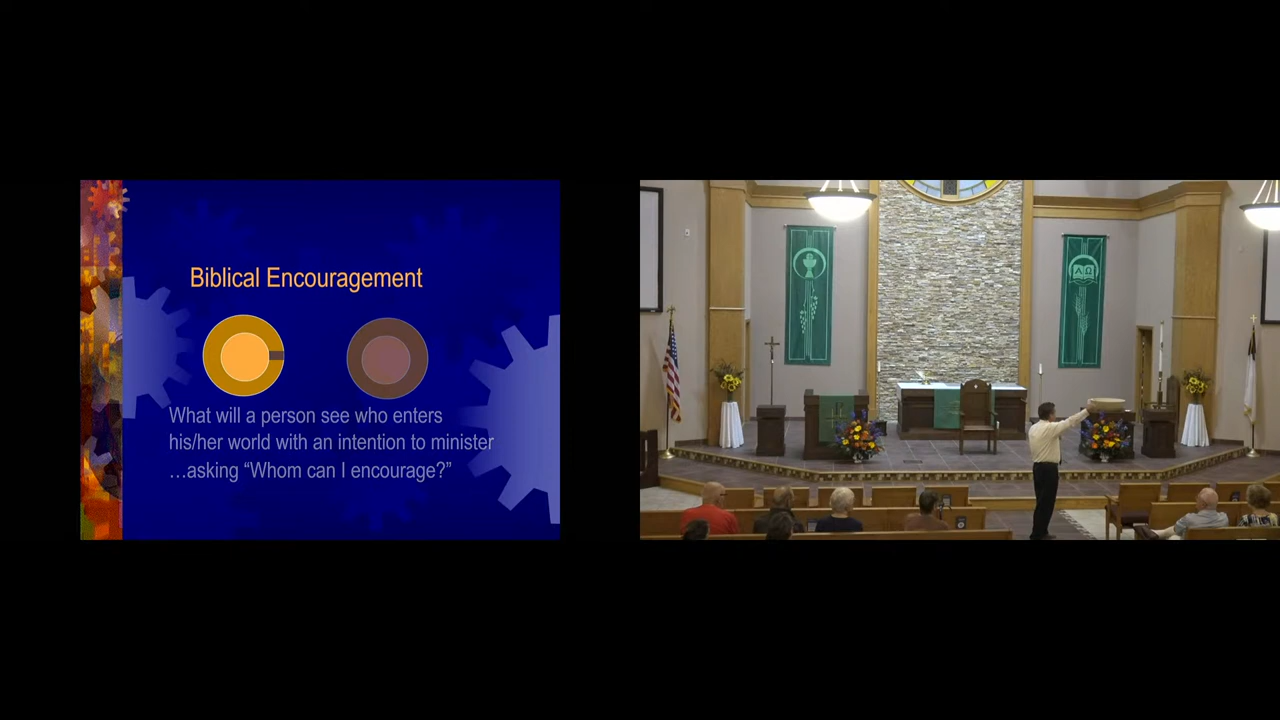 Biblical Encouragement
What will a person see who enters
his/her world with an intention to minister
…asking “Whom can I encourage?”
ΑΩ